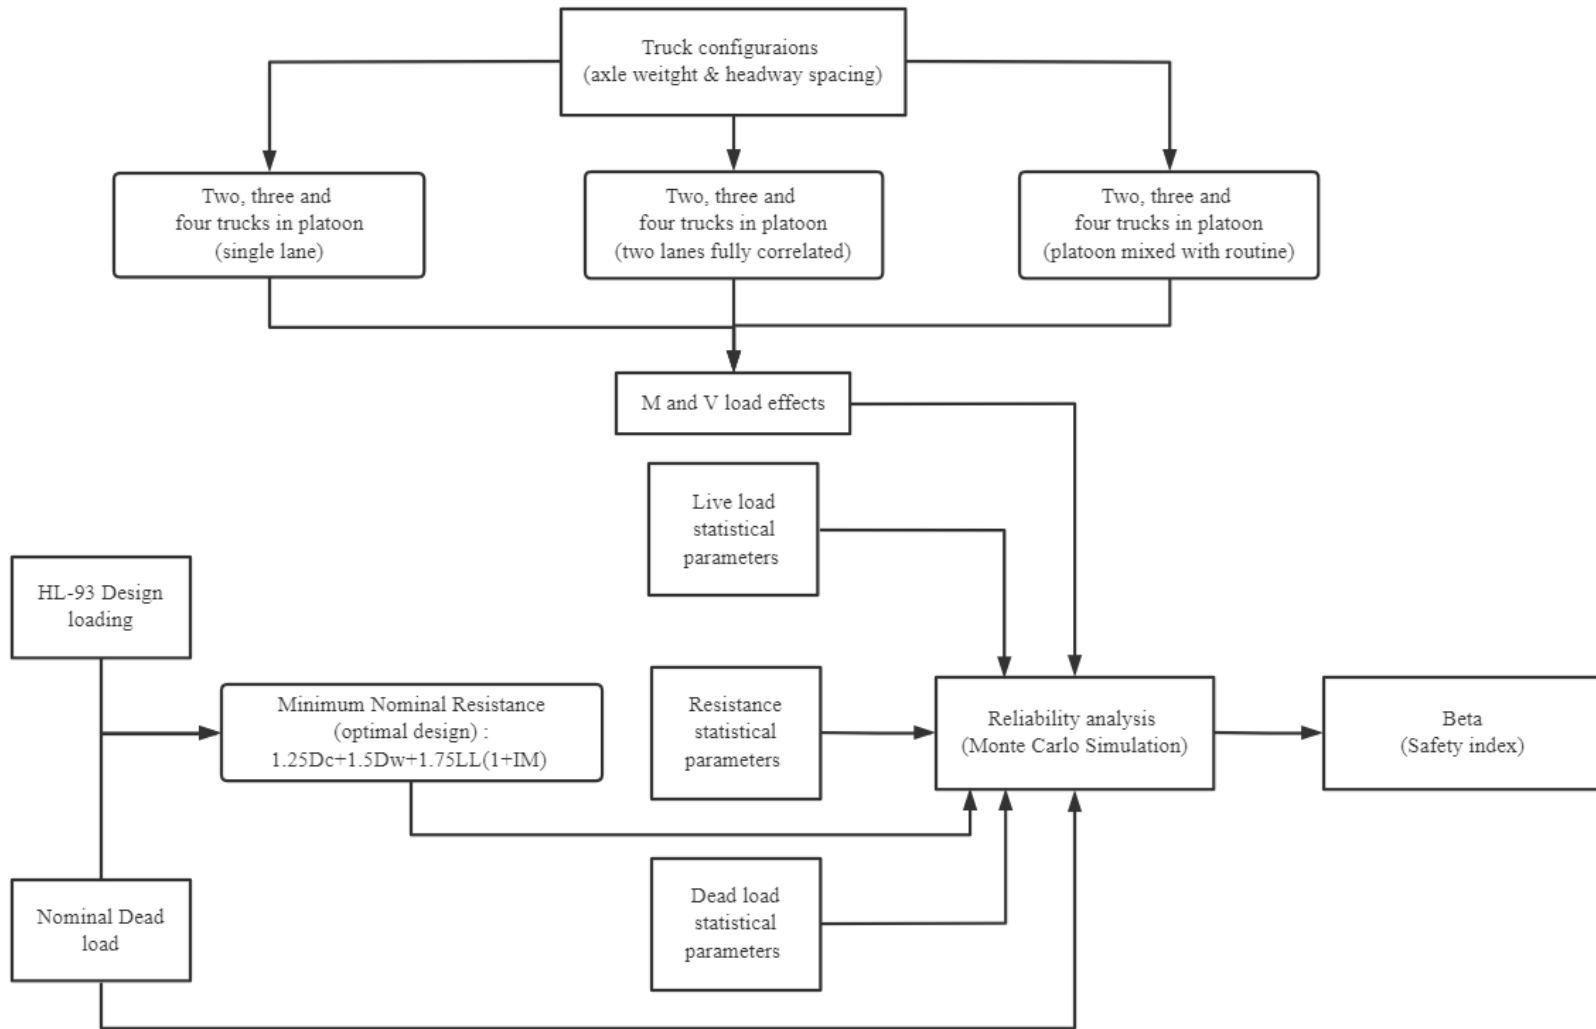 Truck configuraions
(axle weitght & headway spacing)
Two, three and
four trucks in platoon
(single lane)
Two, three and
four trucks in platoon
(two lanes fully correlated)
Two, three and
four trucks in platoon
(platoon mixed with routine)
M and V load effects
Live load
statistical
parameters
HL-93 Design
loading
Minimum Nominal Resistance
(optimal design) :
1.25Dc+1.5Dw+1.75LL(1+IM)
Resistance
statistical
parameters
Reliability analysis
(Monte Carlo Simulation)
Beta
(Safety index)
Nominal Dead
load
Dead load
statistical
parameters